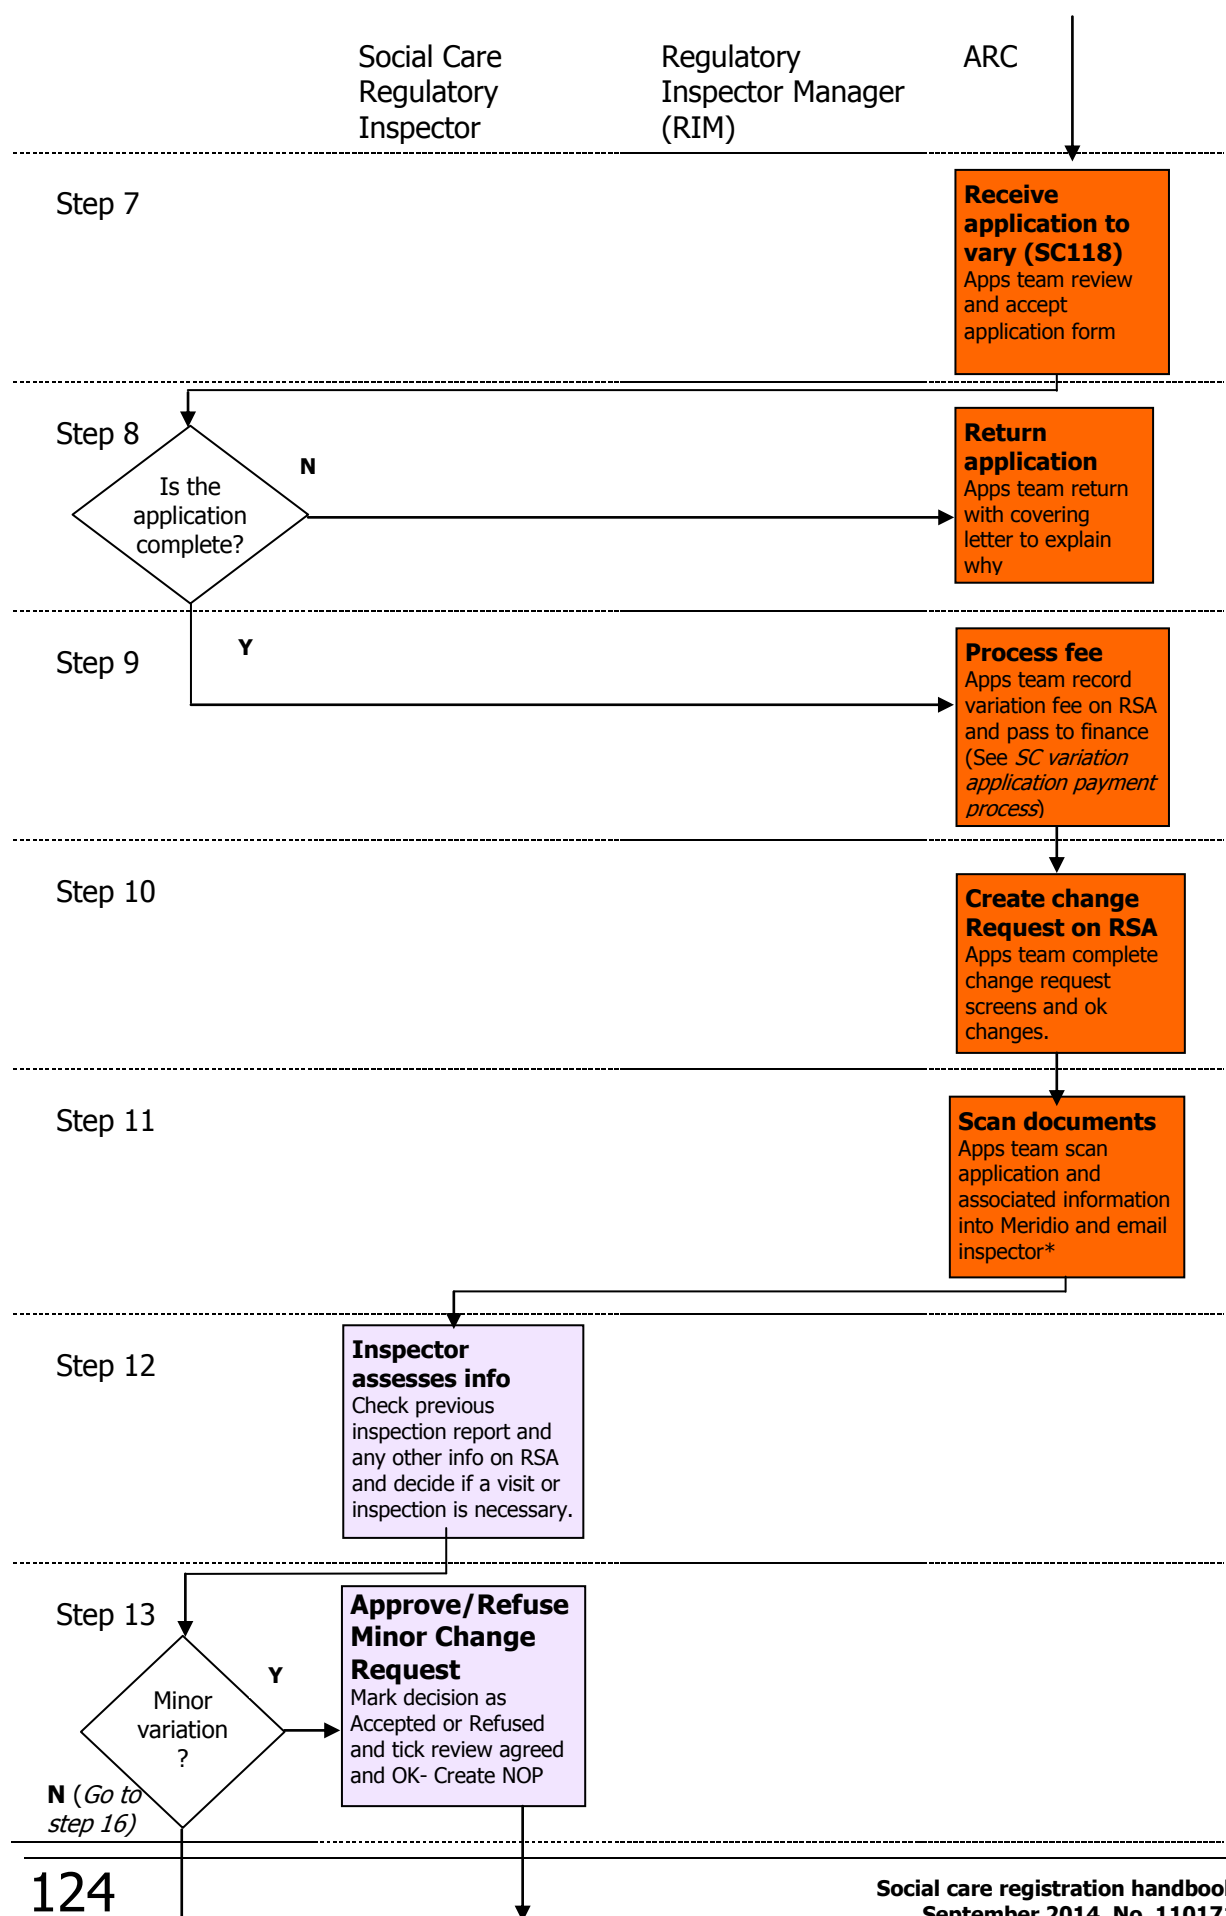 Social Care
Regulatory
Inspector
Regulatory
Inspector Manager
(RIM)
ARC
Step 7
Receive
application to
vary (SC118)
Apps team review
and accept
application form
Step 8
Is the
application
complete?
N
Return
application
Apps team return
with covering
letter to explain
why
Step 9
Y
Process fee
Apps team record
variation fee on RSA
and pass to finance
(See SC variation
application payment
process)
Step 10
Create change
Request on RSA
Apps team complete
change request
screens and ok
changes.
Step 11
Scan documents
Apps team scan
application and
associated information
into Meridio and email
inspector*
Step 12
Inspector
assesses info
Check previous
inspection report and
any other info on RSA
and decide if a visit or
inspection is necessary.
Step 13
Minor
variation
?
Y
N (Go to
step 16)
Approve/Refuse
Minor Change
Request
Mark decision as
Accepted or Refused
and tick review agreed
and OK- Create NOP
124
Social care registration handbook
September 2014, No. 110171